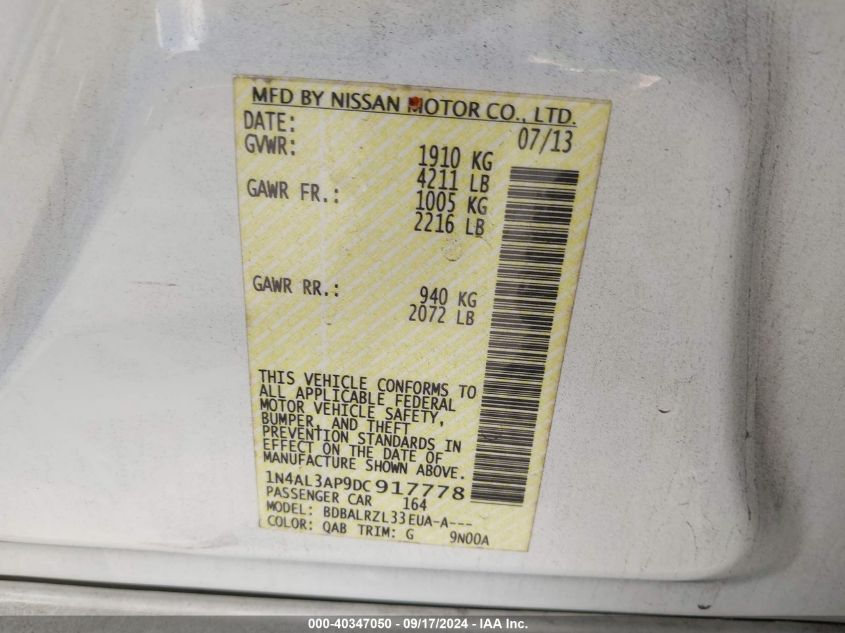 MFD BY NISSAN MOTOR CO., LTD.
DATE: 07/13
GVWR: 1910 KG
4211 LB
GAWR FR.: 1005 KG
2216 LB
GAWR RR.: 940 KG
2072 LB
THIS VEHICLE CONFORMS TO
ALL APPLICABLE FEDERAL
MOTOR VEHICLE SAFETY,
BUMPER, AND THEFT
PREVENTION STANDARDS IN
EFFECT ON THE DATE OF
MANUFACTURE SHOWN ABOVE.
1N4AL3AP9DC917778
PASSENGER CAR 164
MODEL: BDBALRZL33EUA-A---
COLOR: QAB TRIM: G 9N00A
000-40347050 - 09/17/2024 - IAA Inc.